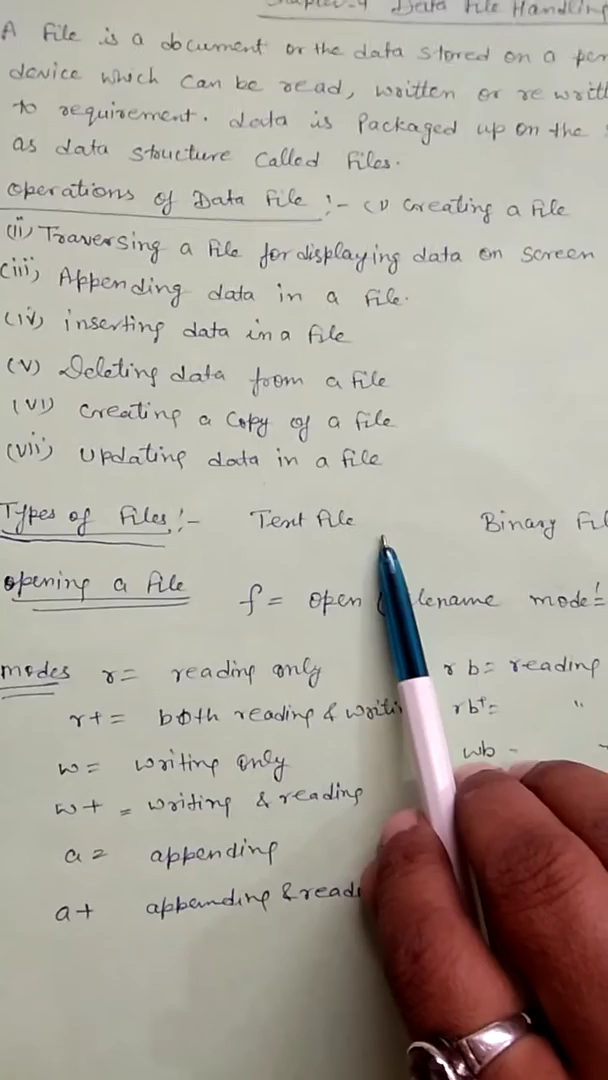 Chapter-4 Data File Handling
A file is a document or the data stored on a per
device which can be read, written or re writ
to requirement. data is Packaged up on the
as data structure called files.
operations of Data file :- (i) Creating a file
(ii) Traversing a file for displaying data on screen
(iii) Appending data in a file.
(iv) inserting data in a file
(v) Deleting data from a file
(vi) creating a copy of a file
(vii) updating data in a file
Types of files :- Text file Binary Fil
opening a file f = open lename mode =
modes r = reading only rb = reading
r+ = both reading & writi rb+ = "
w = writing only wb -
w+ = writing & reading
a = appending
a+ appending & read